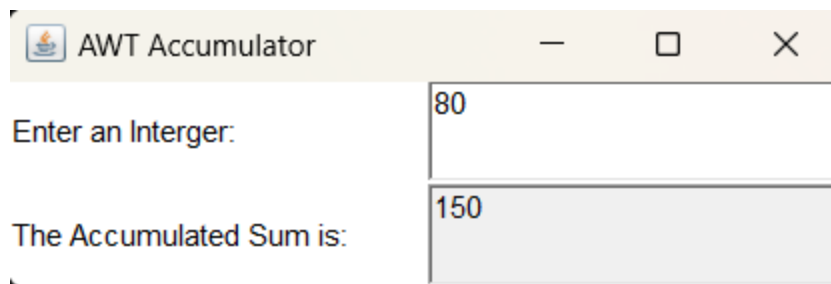 AWT Accumulator
Enter an Interger:
80
The Accumulated Sum is:
150